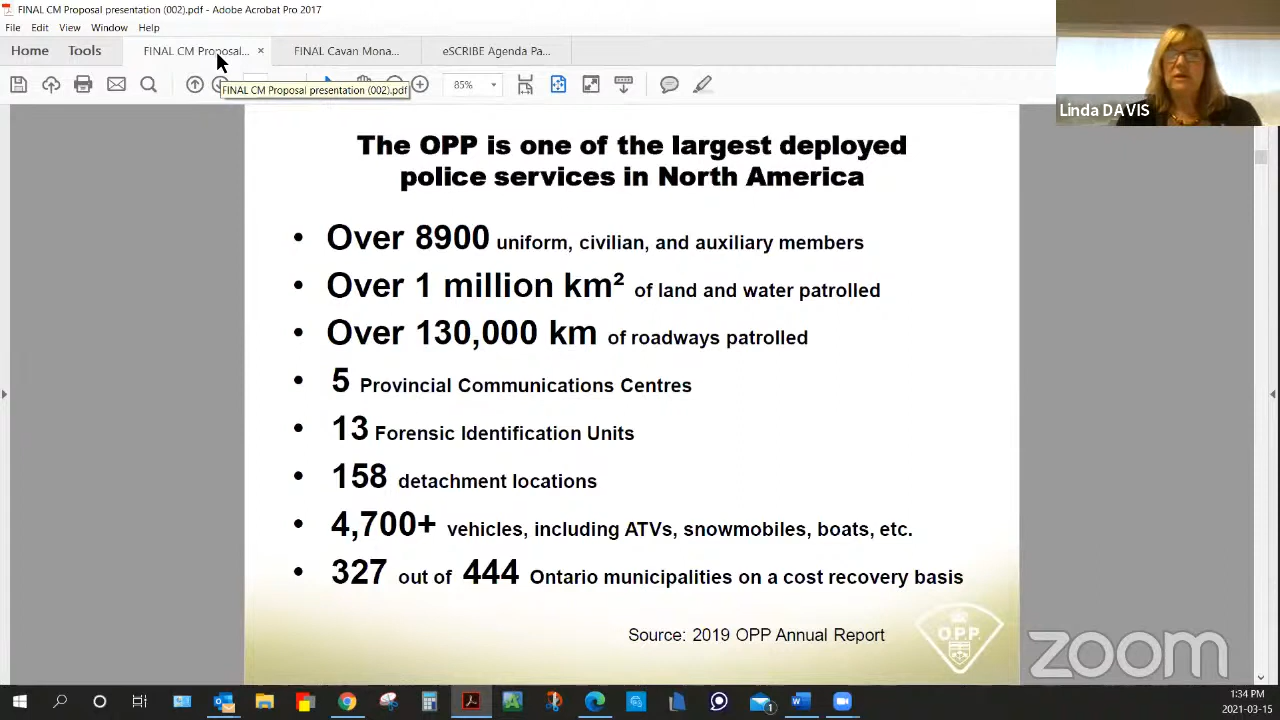 FINAL CM Proposal presentation (002).pdf - Adobe Acrobat Pro 2017
File Edit View Window Help
Home Tools FINAL CM Proposal... × FINAL Cavan Mona... eSCRIBE Agenda Pa...
85%
FINAL CM Proposal presentation (002).pdf
Linda DAVIS
The OPP is one of the largest deployed
police services in North America
• Over 8900 uniform, civilian, and auxiliary members
• Over 1 million km² of land and water patrolled
• Over 130,000 km of roadways patrolled
• 5 Provincial Communications Centres
• 13 Forensic Identification Units
• 158 detachment locations
• 4,700+ vehicles, including ATVs, snowmobiles, boats, etc.
• 327 out of 444 Ontario municipalities on a cost recovery basis
Source: 2019 OPP Annual Report
O.P.P.
zoom
1:34 PM
2021-03-15